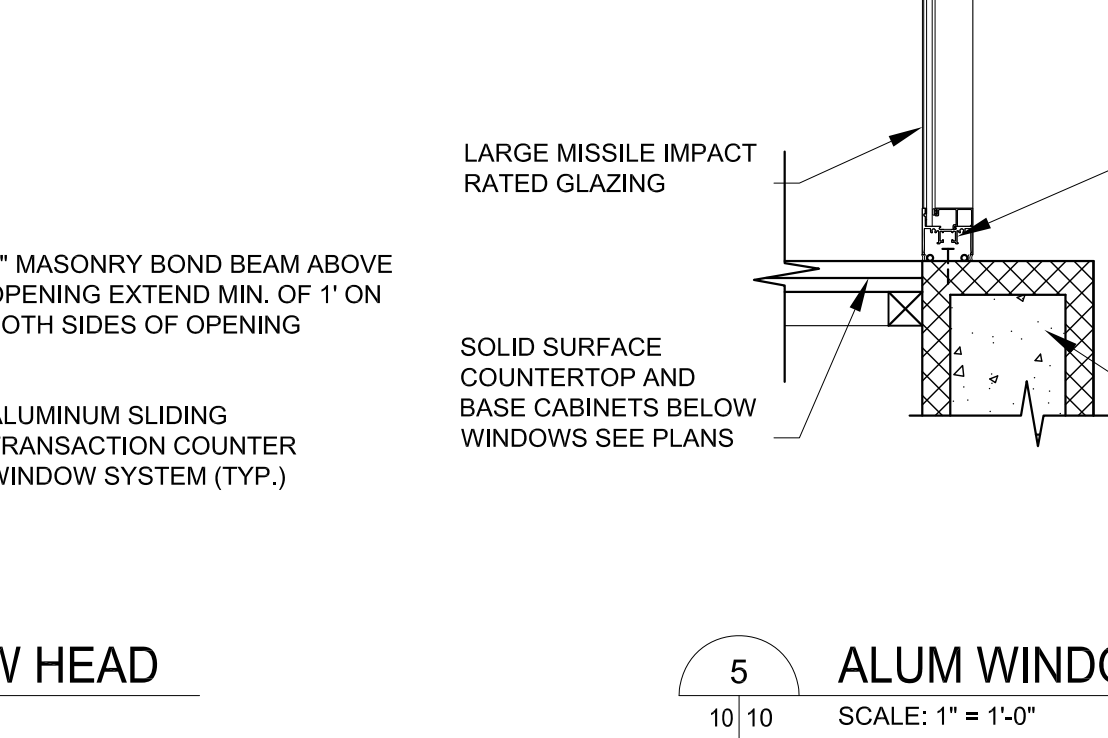 LARGE MISSILE IMPACT
RATED GLAZING
" MASONRY BOND BEAM ABOVE
OPENING EXTEND MIN. OF 1' ON
OTH SIDES OF OPENING
SOLID SURFACE
COUNTERTOP AND
BASE CABINETS BELOW
WINDOWS SEE PLANS
ALUMINUM SLIDING
TRANSACTION COUNTER
WINDOW SYSTEM (TYP.)
W HEAD
5
10 10
ALUM WINDO
SCALE: 1" = 1'-0"